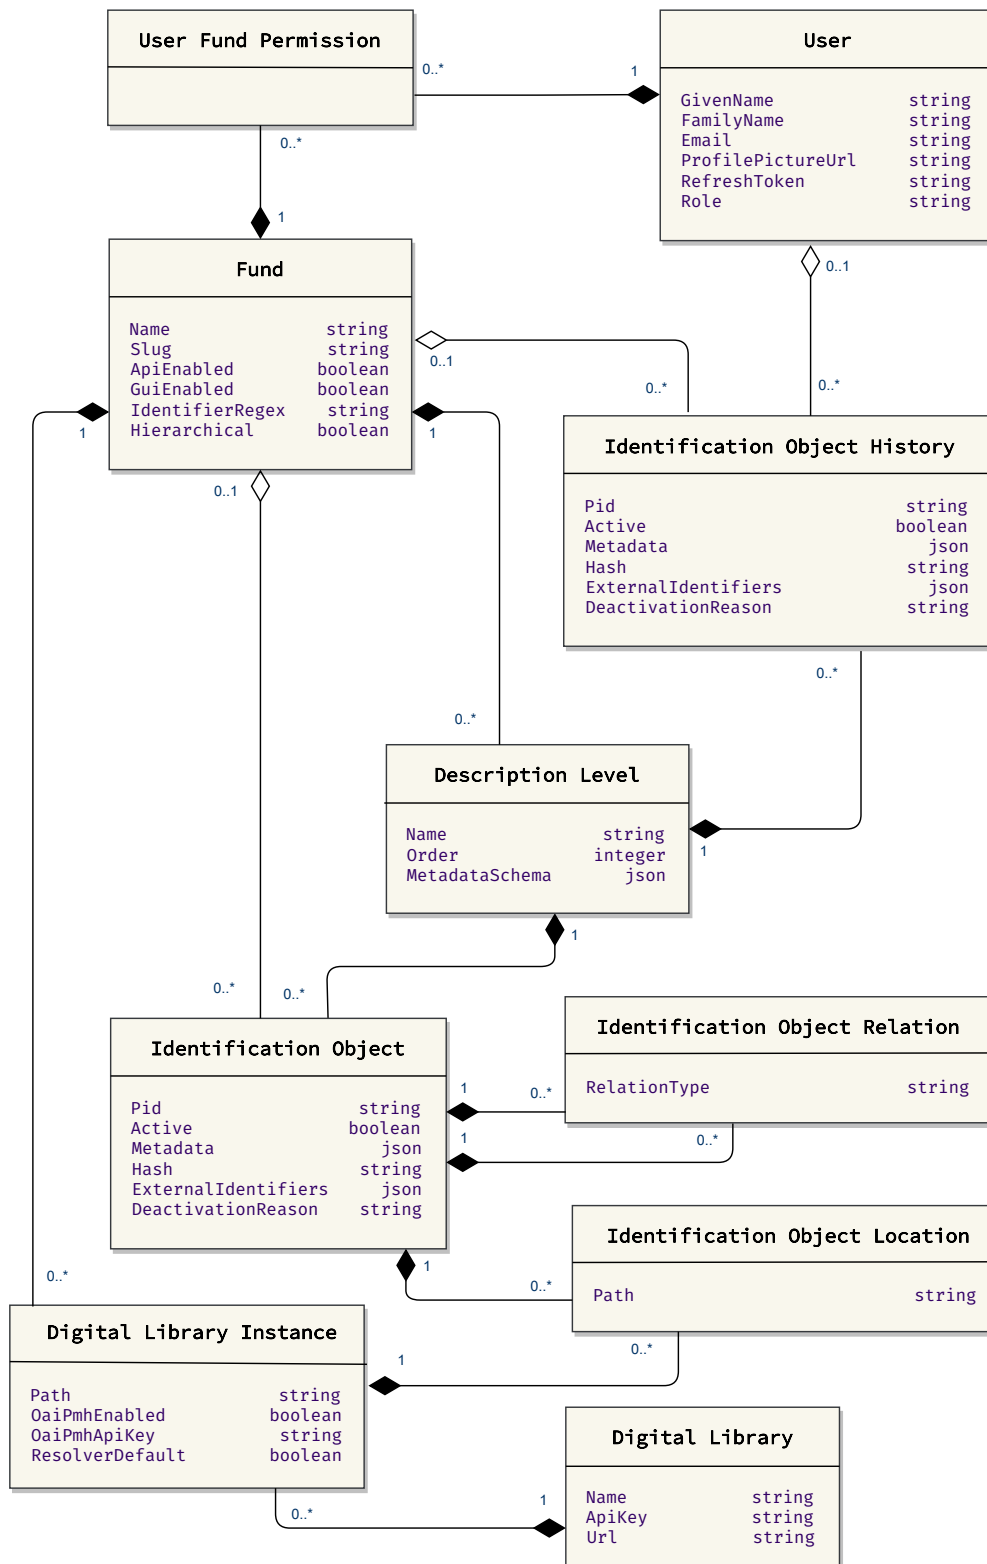 User Fund Permission
User
0..*
1
GivenName string
FamilyName string
Email string
ProfilePictureUrl string
RefreshToken string
Role string
0..*
1
Fund
0..1
Name string
Slug string
ApiEnabled boolean
GuiEnabled boolean
IdentifierRegex string
Hierarchical boolean
0..1
0..*
0..*
1
1
Identification Object History
0..1
Pid string
Active boolean
Metadata json
Hash string
ExternalIdentifiers json
DeactivationReason string
0..*
0..*
Description Level
Name string
Order integer
MetadataSchema json
1
1
0..*
0..*
Identification Object
Identification Object Relation
Pid string
Active boolean
Metadata json
Hash string
ExternalIdentifiers json
DeactivationReason string
RelationType string
1
0..*
1
0..*
Identification Object Location
1
0..*
Path string
0..*
Digital Library Instance
0..*
1
Path string
OaiPmhEnabled boolean
OaiPmhApiKey string
ResolverDefault boolean
Digital Library
Name string
ApiKey string
Url string
0..*
1